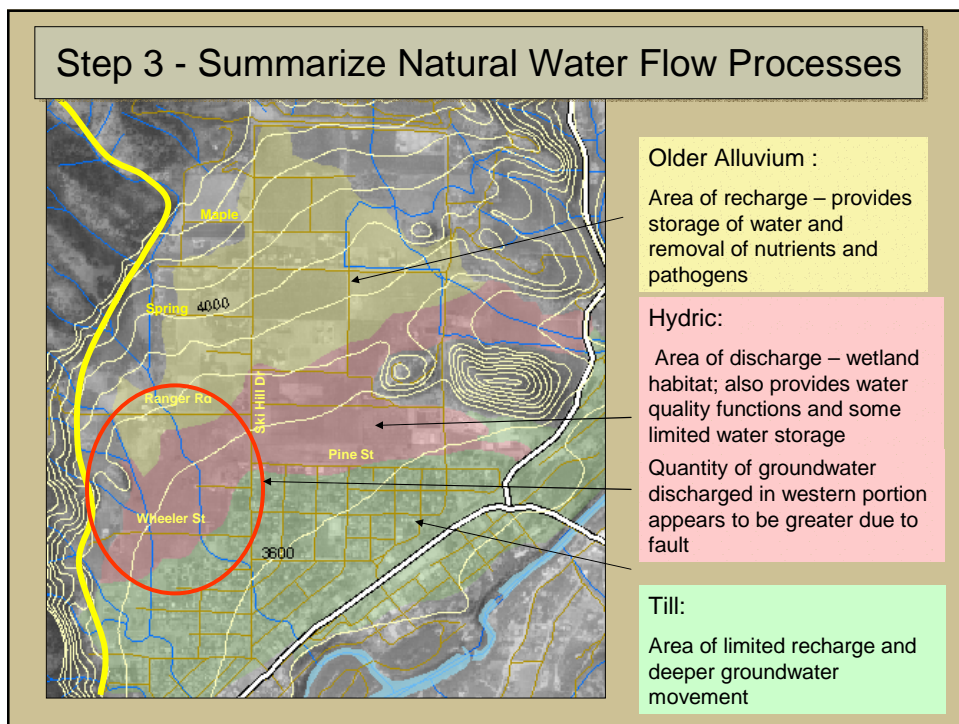 Step 3 - Summarize Natural Water Flow Processes
Maple
Spring
4000
Ranger Rd
Ski Hill Dr
Pine St
Wheeler St
3600
Older Alluvium :
Area of recharge – provides
storage of water and
removal of nutrients and
pathogens
Hydric:
Area of discharge – wetland
habitat; also provides water
quality functions and some
limited water storage
Quantity of groundwater
discharged in western portion
appears to be greater due to
fault
Till:
Area of limited recharge and
deeper groundwater
movement